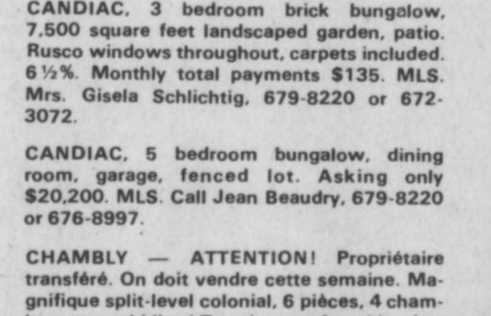 CANDIAC, 3 bedroom brick bungalow,
7,500 square feet landscaped garden, patio.
Rusco windows throughout, carpets included.
6½%. Monthly total payments $135. MLS.
Mrs. Gisela Schlichtig, 679-8220 or 672-
3072.
CANDIAC, 5 bedroom bungalow, dining
room, garage, fenced lot. Asking only
$20,200. MLS. Call Jean Beaudry, 679-8220
or 676-8997.
CHAMBLY — ATTENTION! Propriétaire
transféré. On doit vendre cette semaine. Ma-
gnifique split-level colonial, 6 pièces, 4 cham-